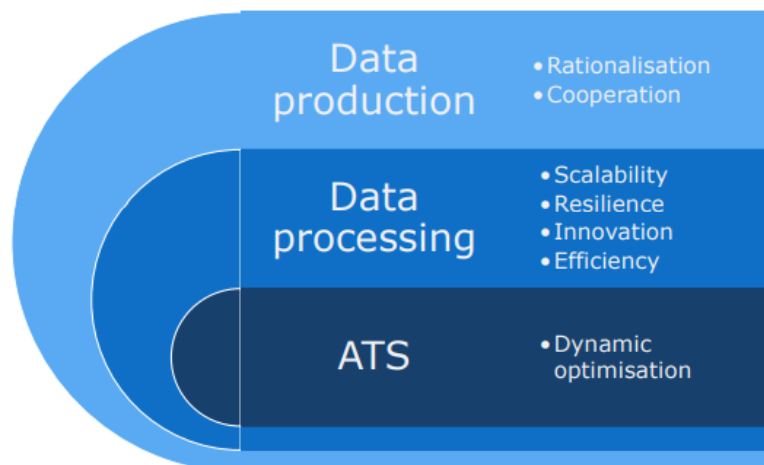 Data
production
•Rationalisation
•Cooperation
Data
processing
•Scalability
•Resilience
•Innovation
•Efficiency
ATS
•Dynamic
optimisation